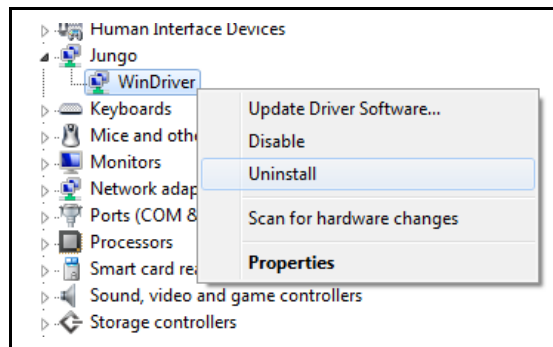 Human Interface Devices
Jungo
WinDriver
Keyboards
Update Driver Software...
Mice and oth
Disable
Monitors
Uninstall
Network adap
Ports (COM &
Scan for hardware changes
Processors
Smart card rea
Properties
Sound, video and game controllers
Storage controllers